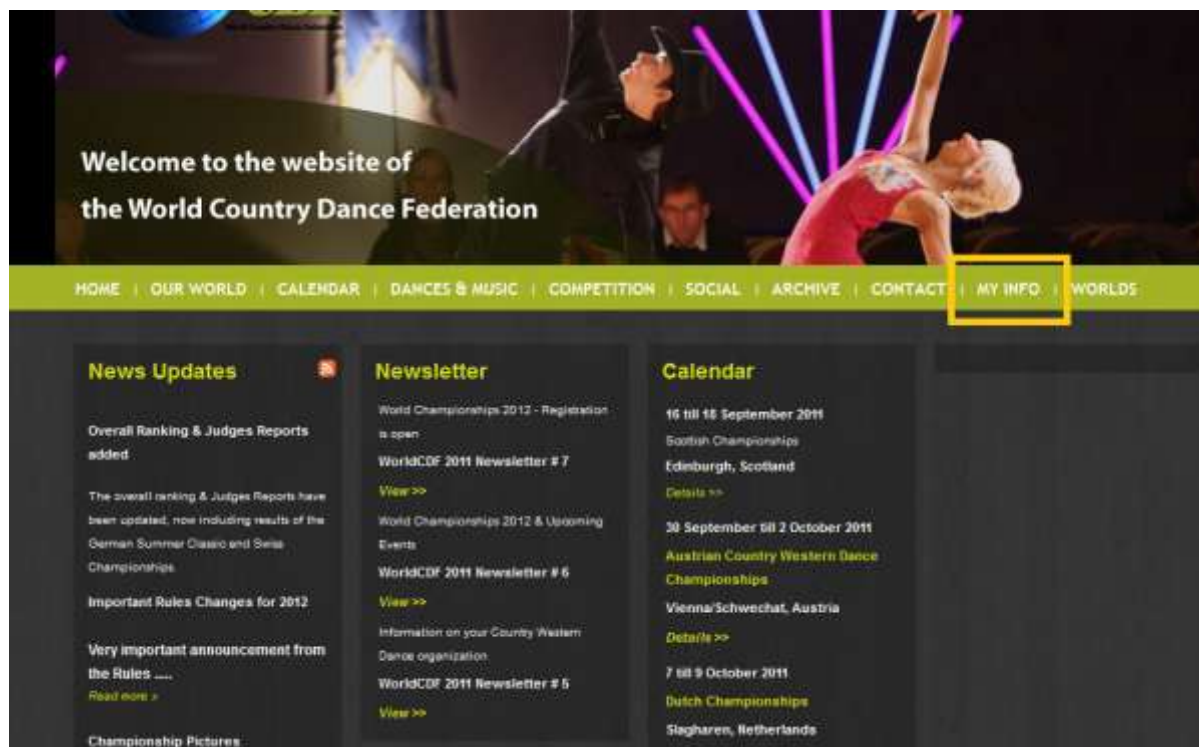 Welcome to the website of
the World Country Dance Federation
HOME | OUR WORLD | CALENDAR | DANCES & MUSIC | COMPETITION | SOCIAL | ARCHIVE | CONTACT | MY INFO | WORLDS
News Updates
Overall Ranking & Judges Reports
added
The overall ranking & Judges Reports have
been updated, now including results of the
German Summer Classic and Swiss
Championships.
Important Rules Changes for 2012
Very important announcement from
the Rules .....
Read more »
Championship Pictures
Newsletter
World Championships 2012 - Registration
is open
WorldCDF 2011 Newsletter # 7
View >>
World Championships 2012 & Upcoming
Events
WorldCDF 2011 Newsletter # 6
View >>
Information on your Country Western
Dance organization
WorldCDF 2011 Newsletter # 5
View >>
Calendar
16 till 18 September 2011
Scottish Championships
Edinburgh, Scotland
Details >>
30 September till 2 October 2011
Austrian Country Western Dance
Championships
Vienna/Schwechat, Austria
Details >>
7 till 9 October 2011
Dutch Championships
Slagharen, Netherlands